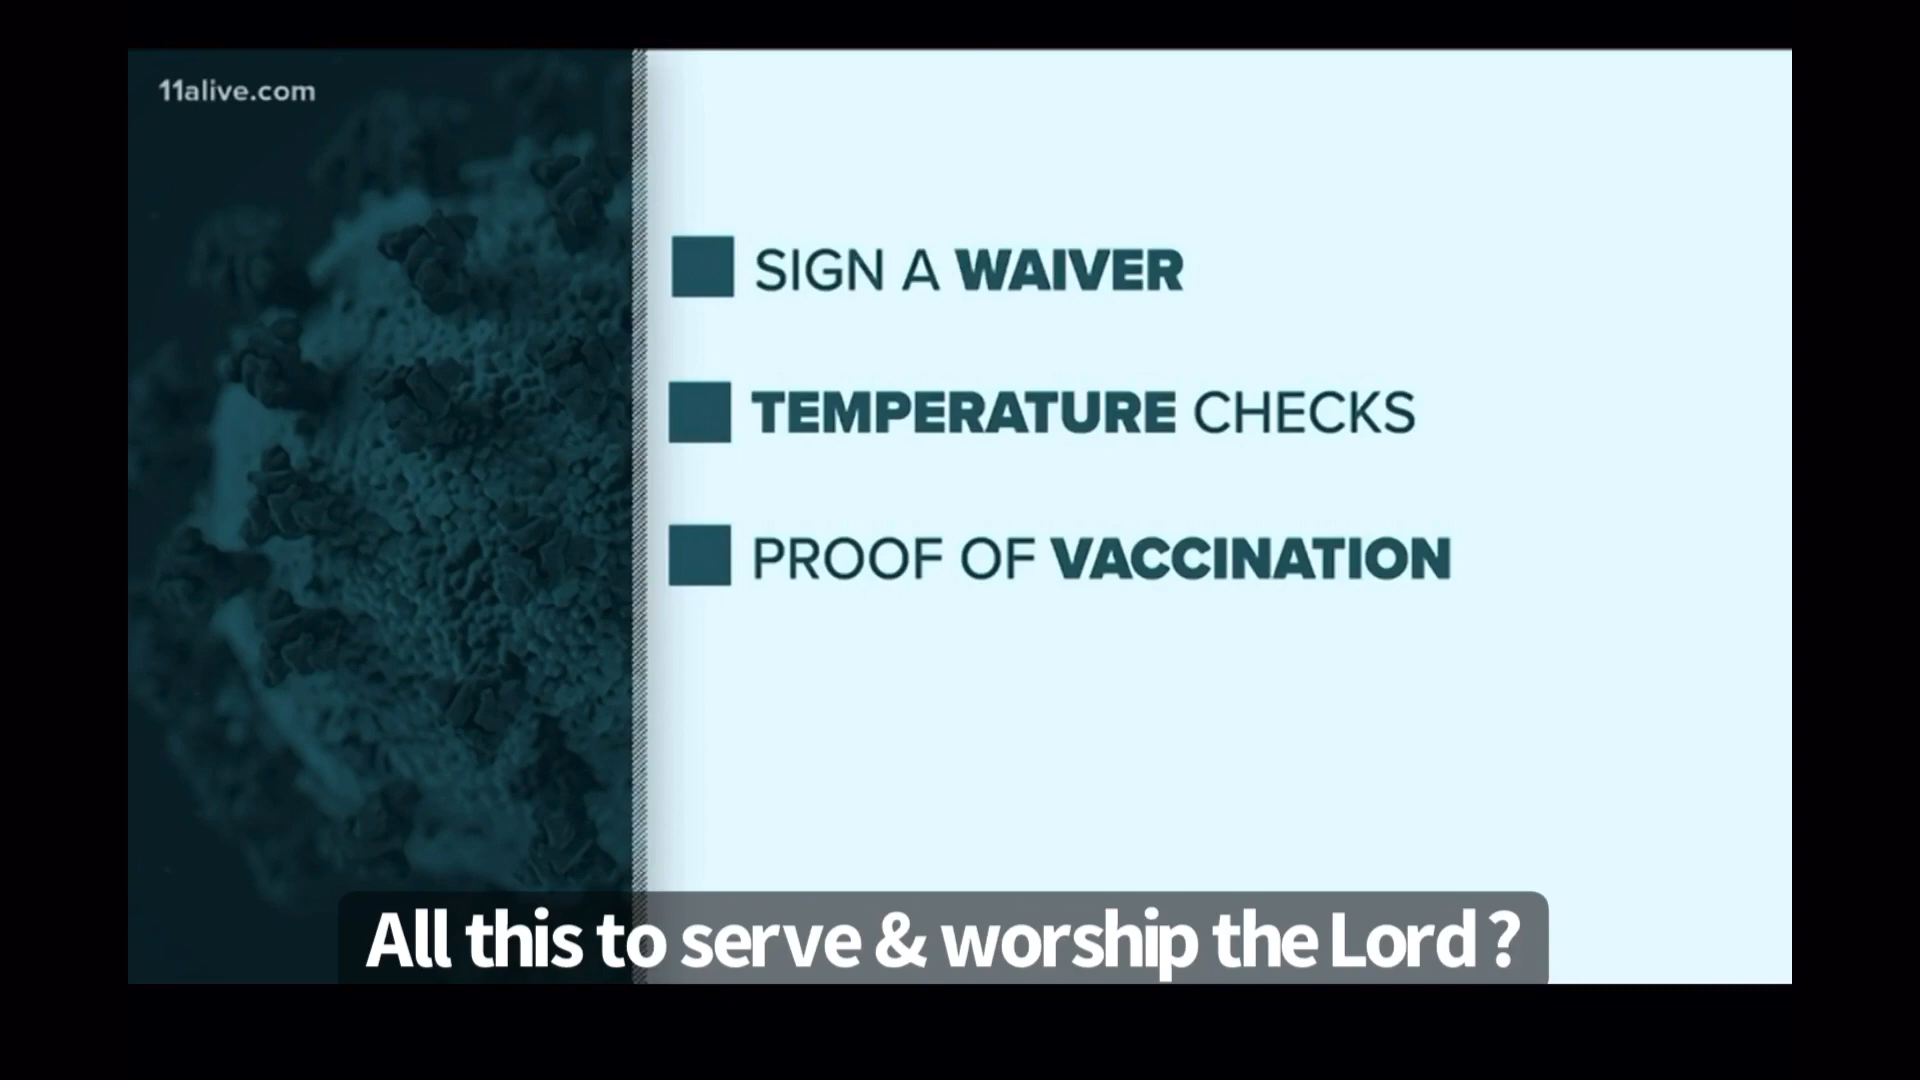 11alive.com
SIGN A WAIVER
TEMPERATURE CHECKS
PROOF OF VACCINATION
All this to serve & worship the Lord ?